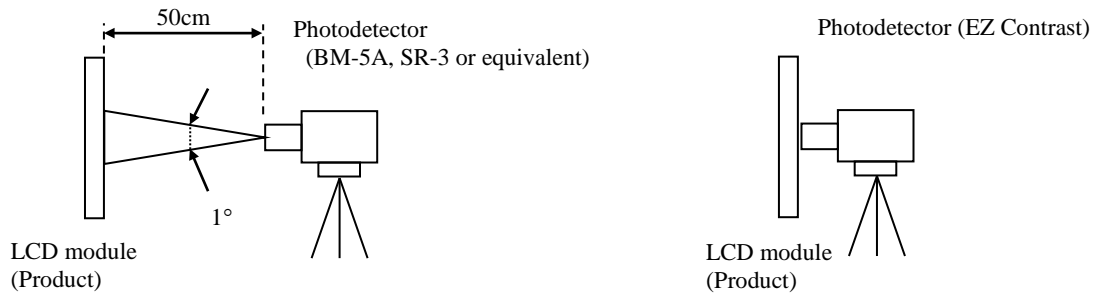 50cm
Photodetector
(BM-5A, SR-3 or equivalent)
1°
LCD module
(Product)
Photodetector (EZ Contrast)
LCD module
(Product)